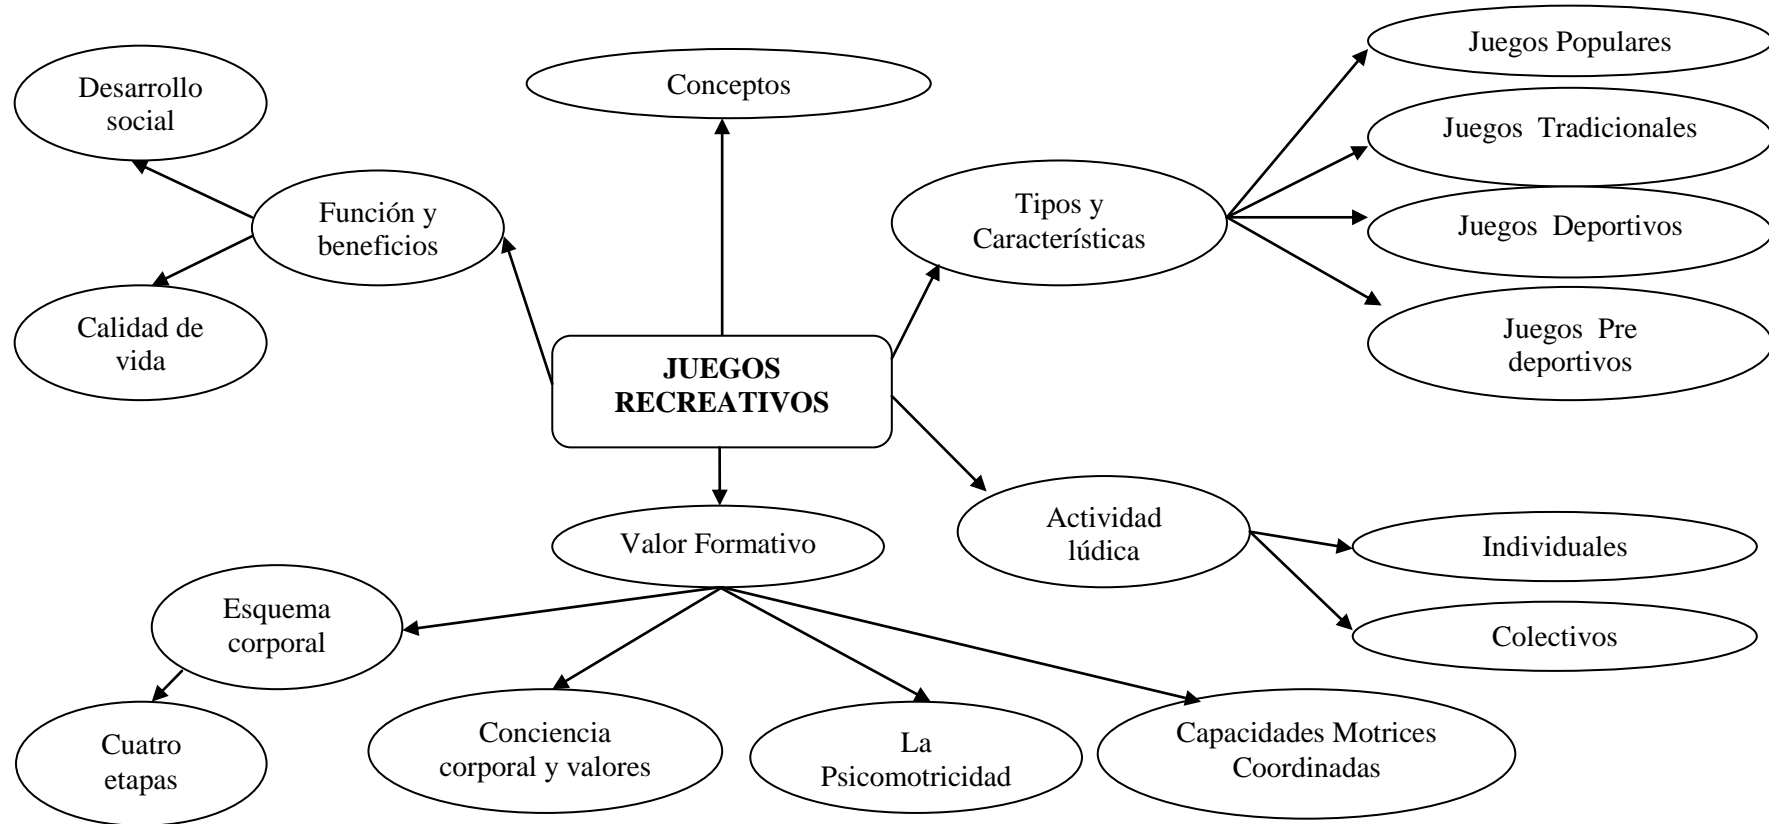 Desarrollo
social
Conceptos
Juegos Populares
Juegos  Tradicionales
Función y
beneficios
Tipos y
Características
Juegos  Deportivos
Calidad de
vida
Juegos  Pre
deportivos
JUEGOS
RECREATIVOS
Valor Formativo
Actividad
lúdica
Individuales
Colectivos
Esquema
corporal
Cuatro
etapas
Conciencia
corporal y valores
La
Psicomotricidad
Capacidades Motrices
Coordinadas